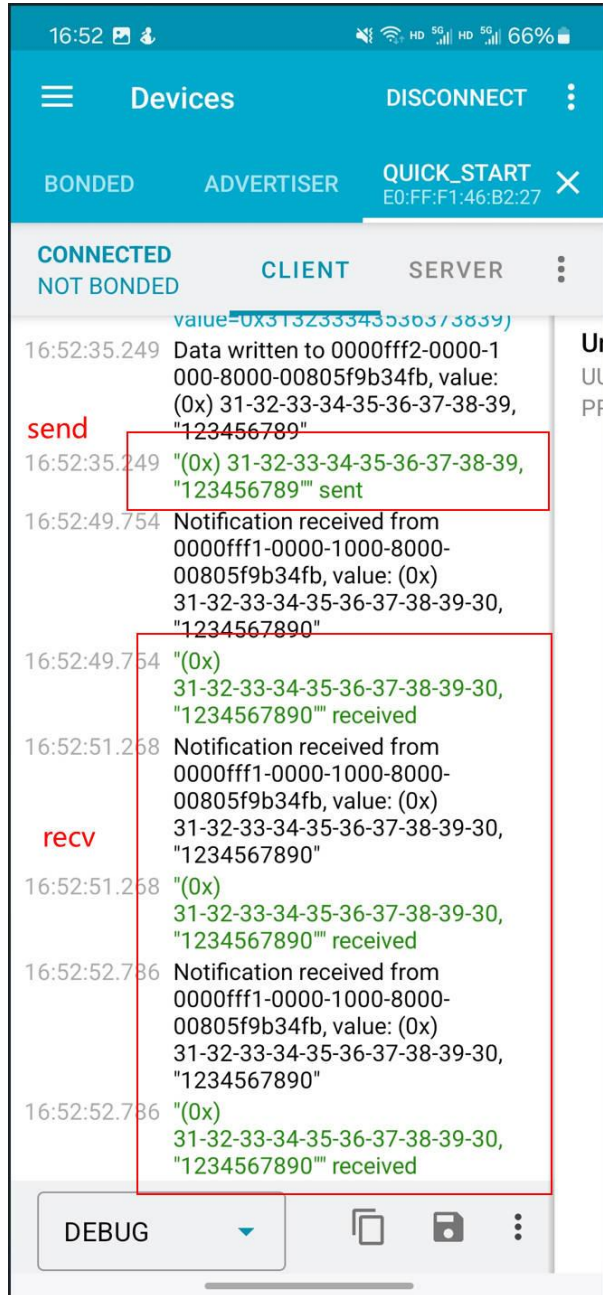 16:52 HD 5G HD 5G 66%
Devices DISCONNECT
BONDED ADVERTISER QUICK_START
E0:FF:F1:46:B2:27
CONNECTED
NOT BONDED
CLIENT SERVER
value=0x313233343536373839)
16:52:35.249 Data written to 0000fff2-0000-1
000-8000-00805f9b34fb, value:
(0x) 31-32-33-34-35-36-37-38-39,
"123456789"
send
16:52:35.249 "(0x) 31-32-33-34-35-36-37-38-39,
"123456789"" sent
16:52:49.754 Notification received from
0000fff1-0000-1000-8000-
00805f9b34fb, value: (0x)
31-32-33-34-35-36-37-38-39-30,
"1234567890"
16:52:49.754 "(0x)
31-32-33-34-35-36-37-38-39-30,
"1234567890"" received
16:52:51.268 Notification received from
0000fff1-0000-1000-8000-
00805f9b34fb, value: (0x)
31-32-33-34-35-36-37-38-39-30,
"1234567890"
recv
16:52:51.268 "(0x)
31-32-33-34-35-36-37-38-39-30,
"1234567890"" received
16:52:52.786 Notification received from
0000fff1-0000-1000-8000-
00805f9b34fb, value: (0x)
31-32-33-34-35-36-37-38-39-30,
"1234567890"
16:52:52.786 "(0x)
31-32-33-34-35-36-37-38-39-30,
"1234567890"" received
DEBUG